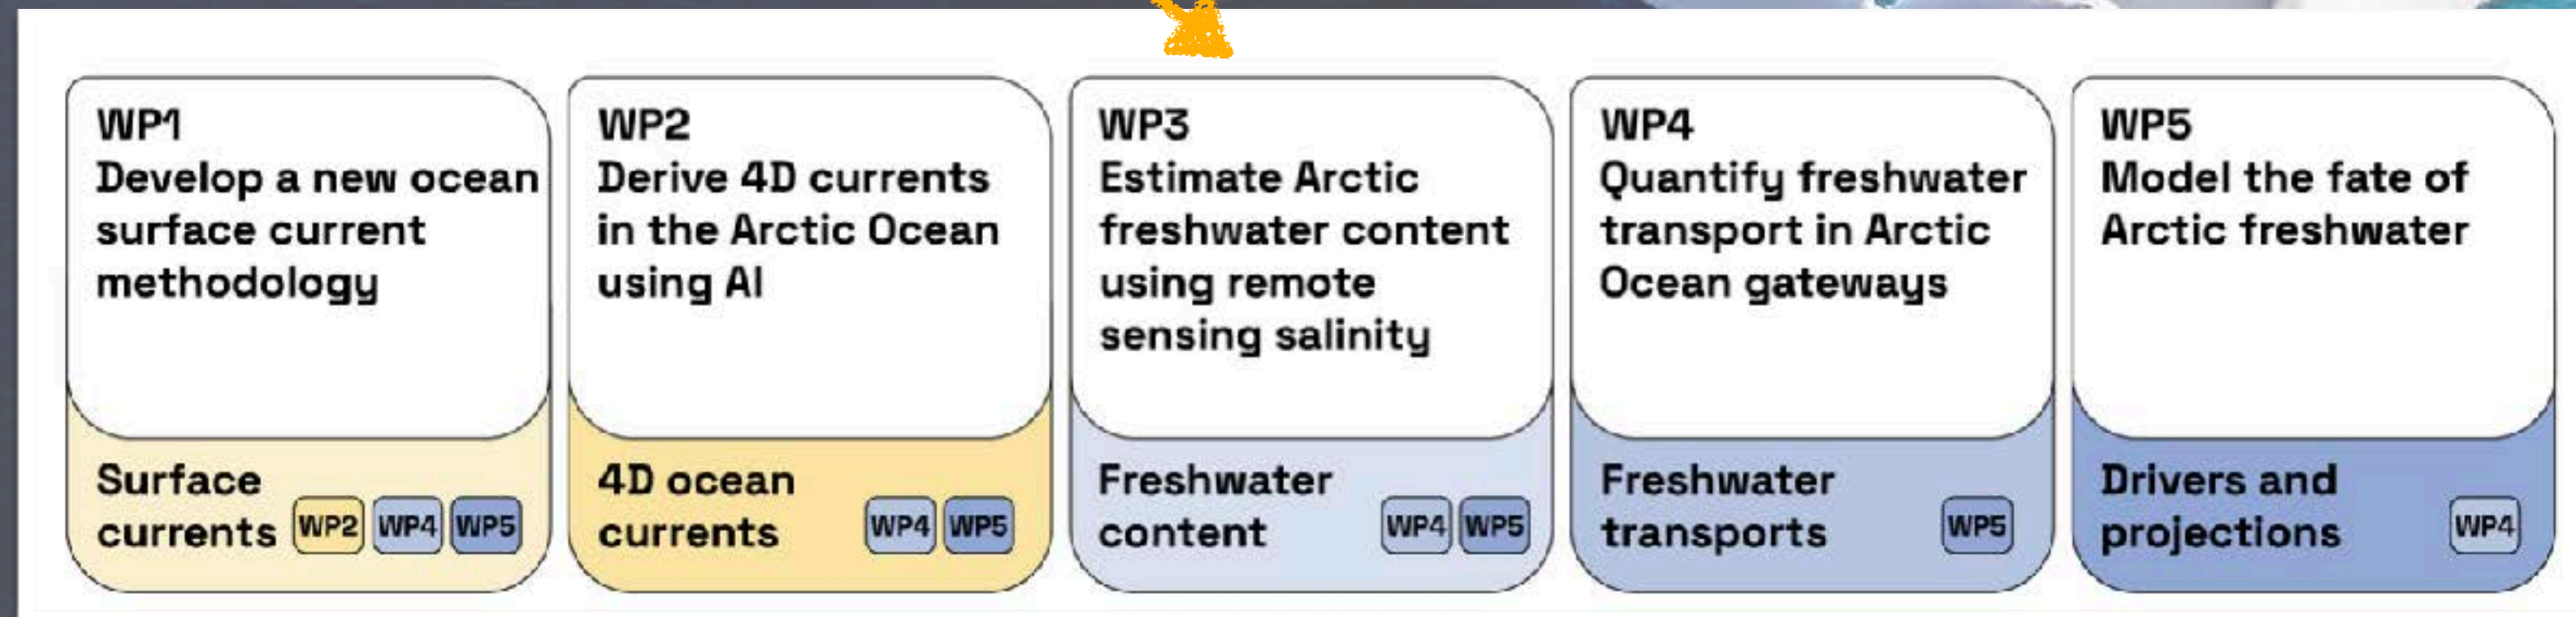 WP1
Develop a new ocean
surface current
methodology
Surface
currents WP2 WP4 WP5
WP2
Derive 4D currents
in the Arctic Ocean
using AI
4D ocean
currents WP4 WP5
WP3
Estimate Arctic
freshwater content
using remote
sensing salinity
Freshwater
content WP4 WP5
WP4
Quantify freshwater
transport in Arctic
Ocean gateways
Freshwater
transports WP5
WP5
Model the fate of
Arctic freshwater
Drivers and
projections WP4